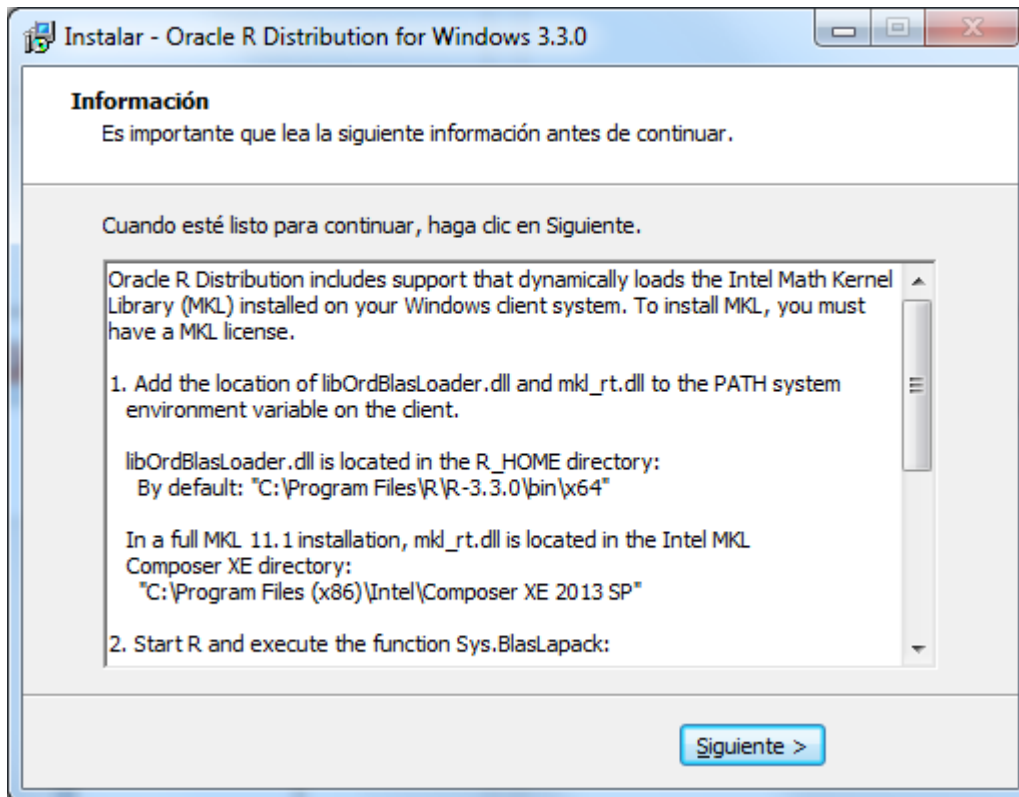 Instalar - Oracle R Distribution for Windows 3.3.0
Información
Es importante que lea la siguiente información antes de continuar.
Cuando esté listo para continuar, haga clic en Siguiente.
Oracle R Distribution includes support that dynamically loads the Intel Math Kernel
Library (MKL) installed on your Windows client system. To install MKL, you must
have a MKL license.
1. Add the location of libOrdBlasLoader.dll and mkl_rt.dll to the PATH system
environment variable on the client.
libOrdBlasLoader.dll is located in the R_HOME directory:
By default: "C:\Program Files\R\R-3.3.0\bin\x64"
In a full MKL 11.1 installation, mkl_rt.dll is located in the Intel MKL
Composer XE directory:
"C:\Program Files (x86)\Intel\Composer XE 2013 SP"
2. Start R and execute the function Sys.BlasLapack:
Siguiente >